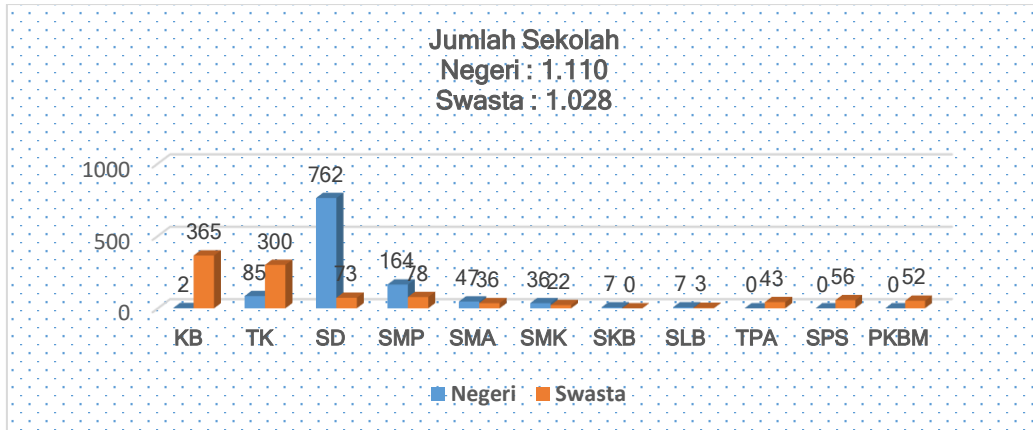 Jumlah Sekolah
Negeri : 1.110
Swasta : 1.028
1000
500
0
2 365 85 300 762 73 164 78 47 36 36 22 7 0 7 3 0 43 0 56 0 52
KB TK SD SMP SMA SMK SKB SLB TPA SPS PKBM
Negeri Swasta